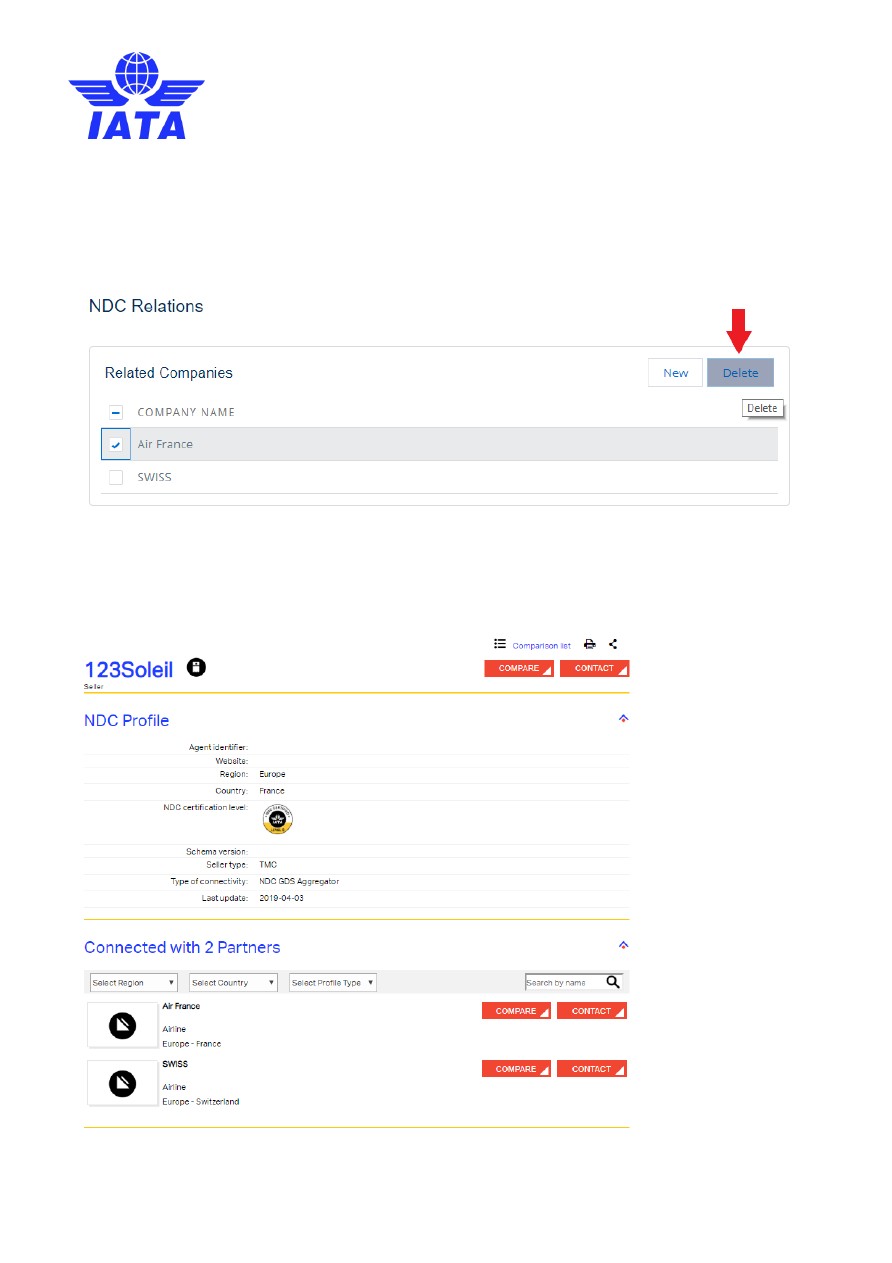 IATA
NDC Relations
Related Companies
New
Delete
COMPANY NAME
Delete
Air France
SWISS
Comparison list
123Soleil
COMPARE
CONTACT
Seller
NDC Profile
Agent identifier:
Website:
Region: Europe
Country: France
NDC certification level:
IATA
Schema version:
Seller type: TMC
Type of connectivity: NDC GDS Aggregator
Last update: 2019-04-03
Connected with 2 Partners
Select Region
Select Country
Select Profile Type
Search by name
Air France
COMPARE
CONTACT
Airline
Europe - France
SWISS
COMPARE
CONTACT
Airline
Europe - Switzerland